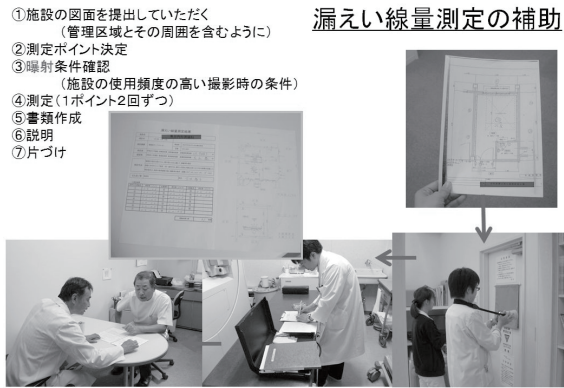 漏えい線量測定の補助
①施設の図面を提出していただく
（管理区域とその周囲を含むように）
②測定ポイント決定
③曝射条件確認
（施設の使用頻度の高い撮影時の条件）
④測定（1ポイント2回ずつ）
⑤書類作成
⑥説明
⑦片づけ